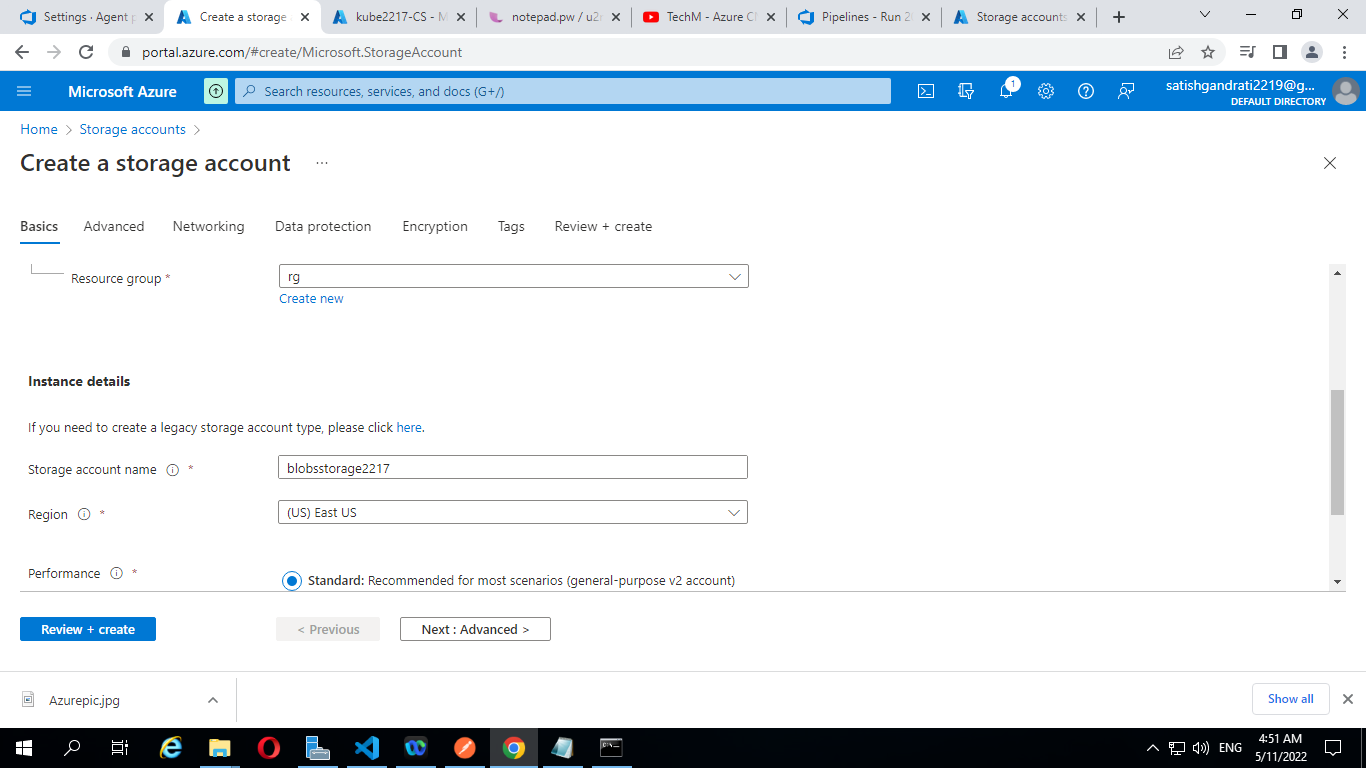 Settings · Agent p
Create a storage
kube2217-CS - M
notepad.pw / u2
TechM - Azure C
Pipelines - Run 2
Storage accounts
portal.azure.com/#create/Microsoft.StorageAccount
Microsoft Azure
Search resources, services, and docs (G+/)
1
satishgandrati2219@g...
DEFAULT DIRECTORY
Home > Storage accounts >
Create a storage account ...
Basics Advanced Networking Data protection Encryption Tags Review + create
Resource group *
rg
Create new
Instance details
If you need to create a legacy storage account type, please click here.
Storage account name *
blobsstorage2217
Region *
(US) East US
Performance *
Standard: Recommended for most scenarios (general-purpose v2 account)
Review + create
< Previous
Next : Advanced >
Azurepic.jpg
Show all
ENG
4:51 AM
5/11/2022